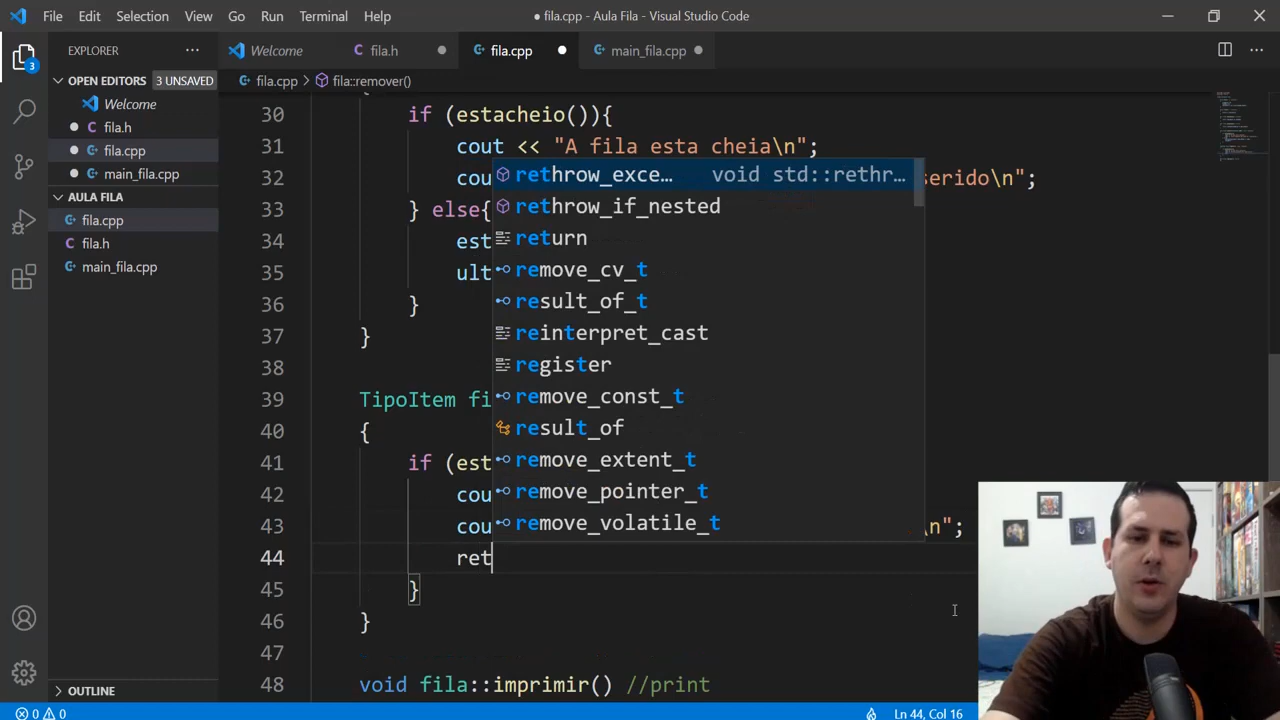 File Edit Selection View Go Run Terminal Help
● fila.cpp - Aula Fila - Visual Studio Code
EXPLORER ···
Welcome fila.h fila.cpp main_fila.cpp
OPEN EDITORS 3 UNSAVED
fila.cpp > fila::remover()
3
Welcome
fila.h
fila.cpp
main_fila.cpp
AULA FILA
fila.cpp
fila.h
main_fila.cpp
30 if (estacheio()){
31 cout << "A fila esta cheia\n";
32 cou serido\n";
33 } else{
34 est
35 ult
36 }
37 }
38
39 TipoItem fi
40 {
41 if (est
42 cou
43 cou \n";
44 ret
45 }
46 }
47
48 void fila::imprimir() //print
rethrow_exce… void std::rethr…
rethrow_if_nested
return
remove_cv_t
result_of_t
reinterpret_cast
register
remove_const_t
result_of
remove_extent_t
remove_pointer_t
remove_volatile_t
OUTLINE
0 0
Ln 44, Col 16